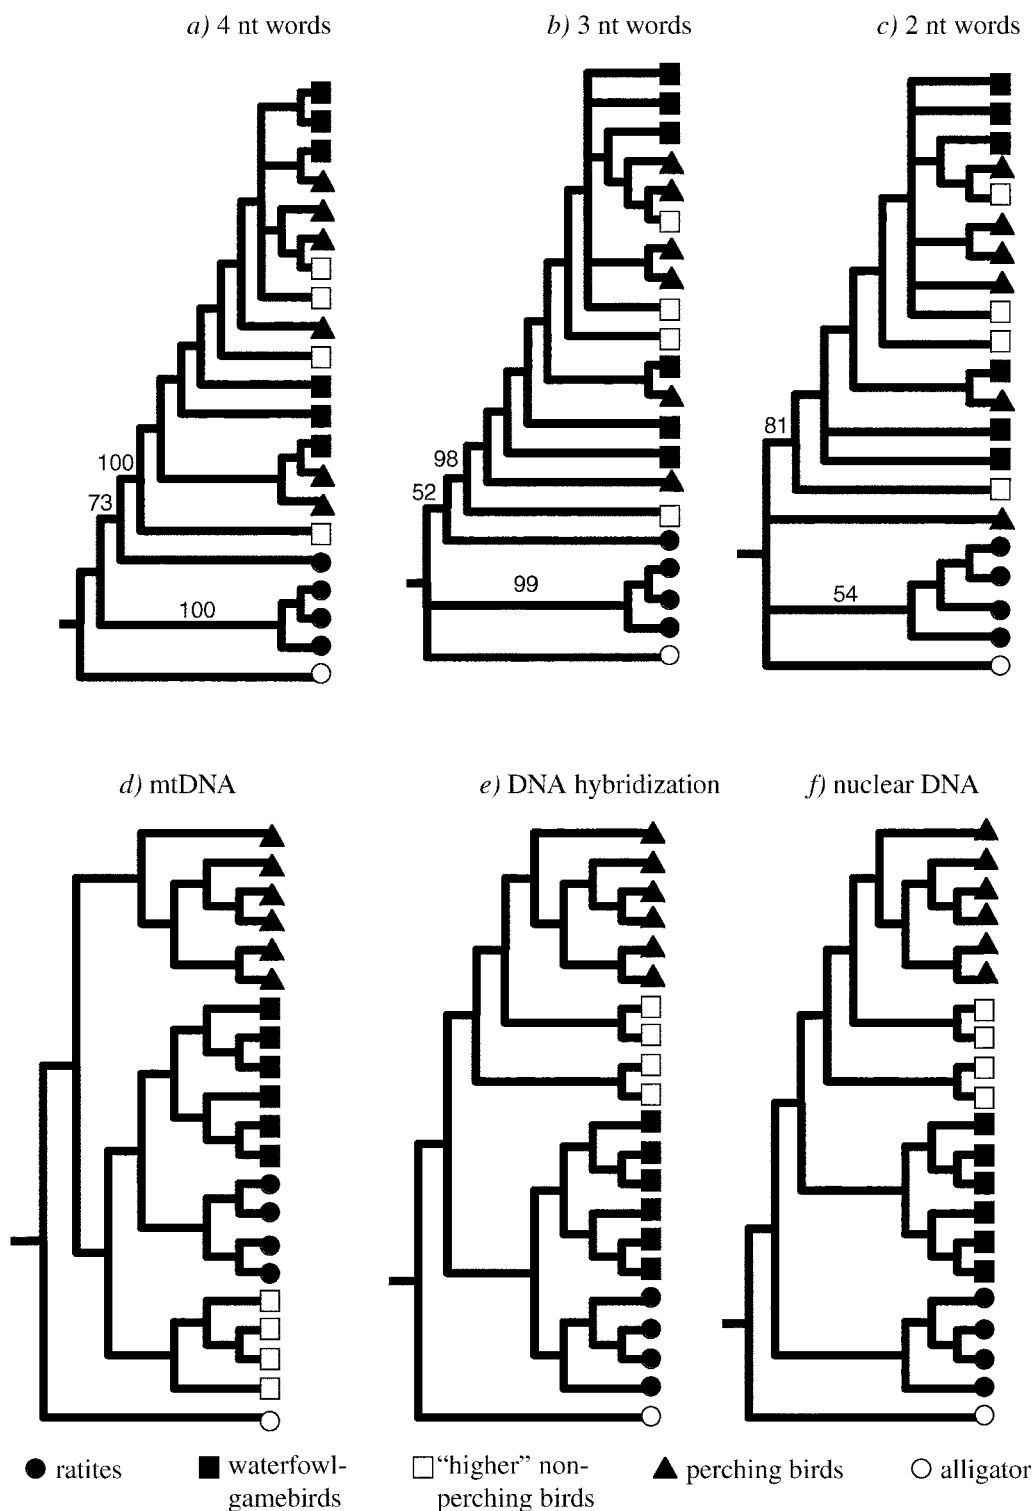 a) 4 nt words
b) 3 nt words
c) 2 nt words
100
73
100
98
52
99
81
54
d) mtDNA
e) DNA hybridization
f) nuclear DNA
ratites
waterfowl-
gamebirds
"higher" non-
perching birds
perching birds
alligator